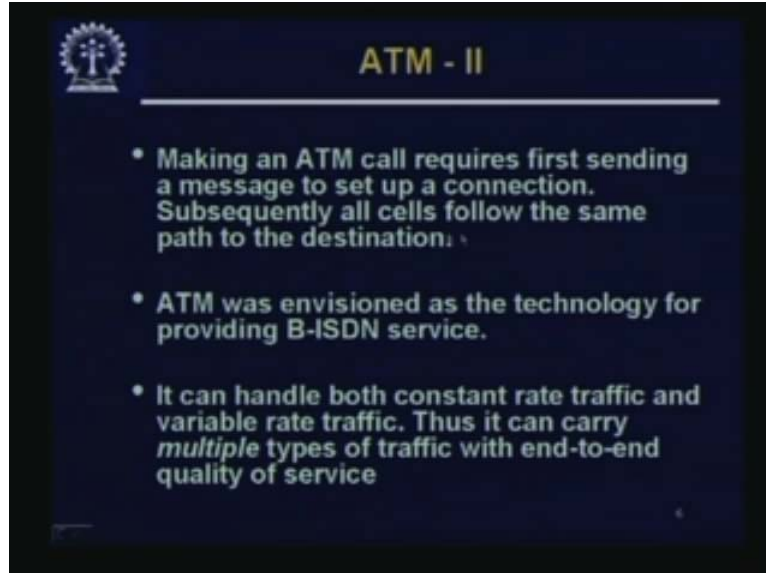 ATM - II
• Making an ATM call requires first sending
a message to set up a connection.
Subsequently all cells follow the same
path to the destination.
• ATM was envisioned as the technology for
providing B-ISDN service.
• It can handle both constant rate traffic and
variable rate traffic. Thus it can carry
multiple types of traffic with end-to-end
quality of service